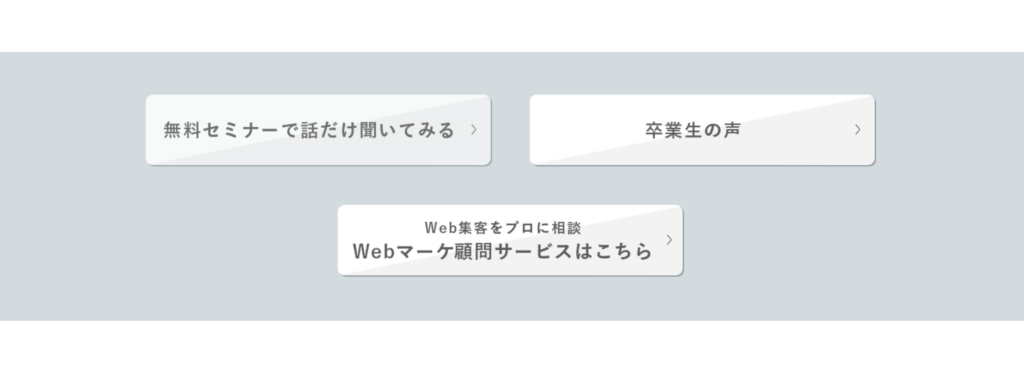 無料セミナーで話だけ聞いてみる
卒業生の声
Web集客をプロに相談
Webマーケ顧問サービスはこちら